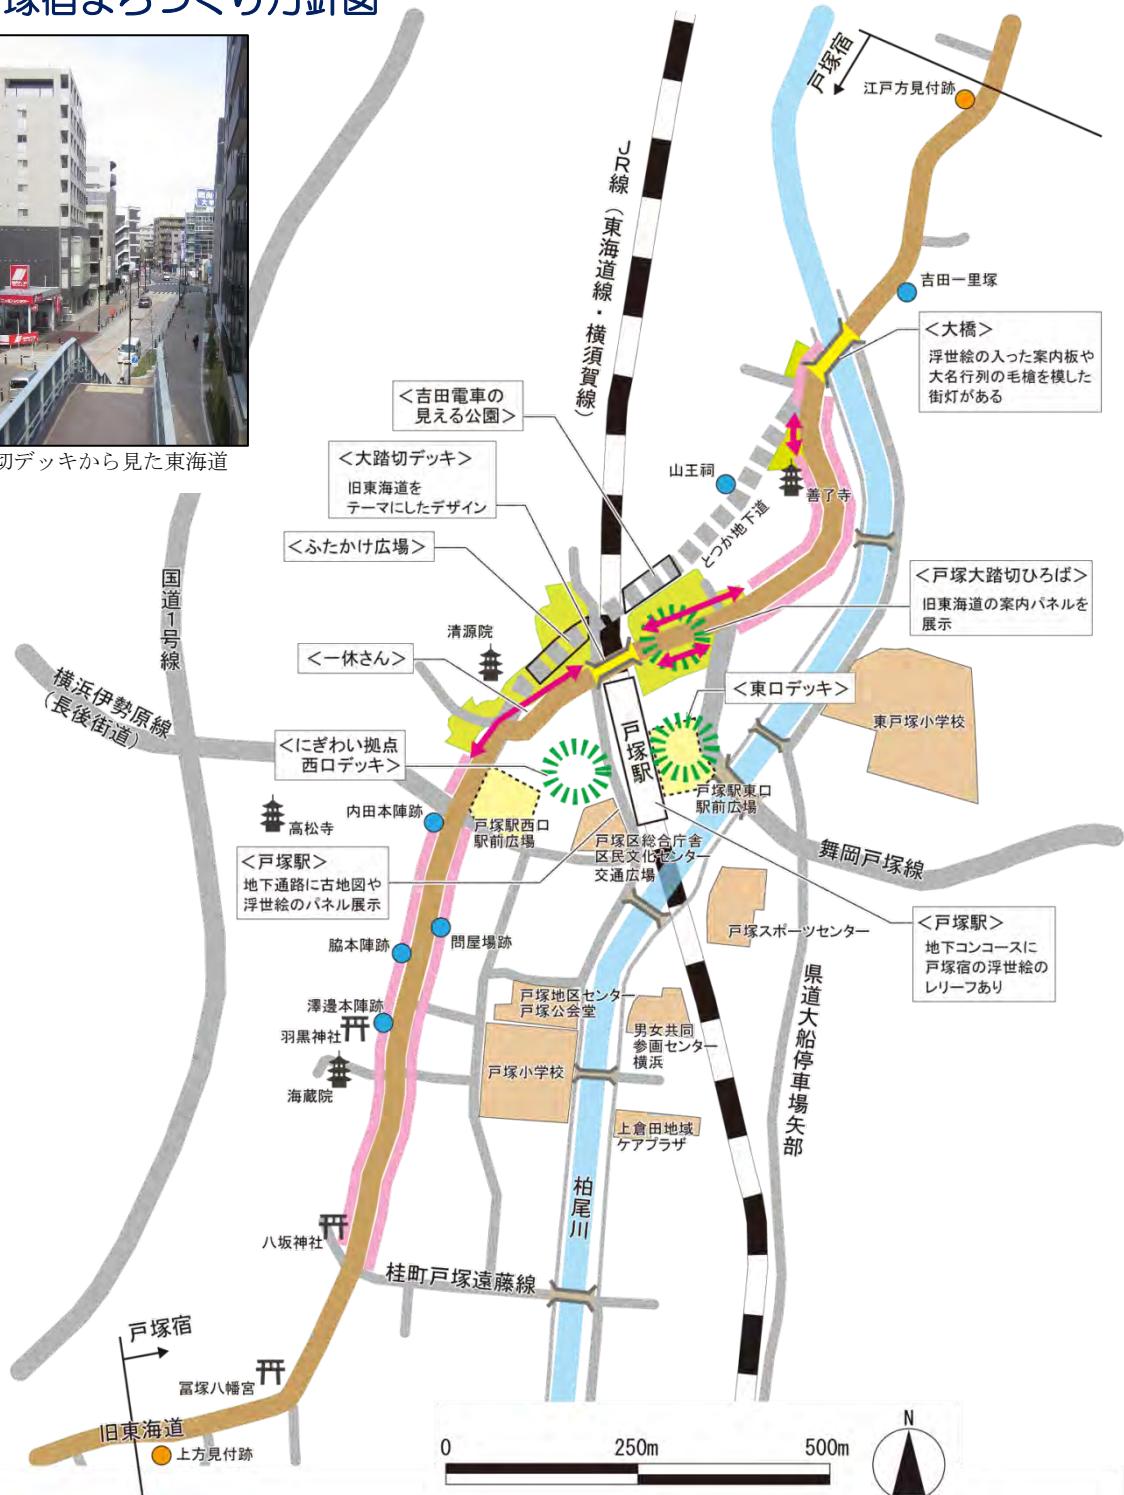 塚宿まちづくり方針図
切デッキから見た東海道
戸塚宿
江戸方見付跡
吉田一里塚
＜大橋＞
浮世絵の入った案内板や
大名行列の毛槍を模した
街灯がある
JR線（東海道線・横須賀線）
＜吉田電車の
見える公園＞
＜大踏切デッキ＞
旧東海道を
テーマにしたデザイン
山王祠
善了寺
とつか地下道
＜ふたかけ広場＞
＜戸塚大踏切ひろば＞
旧東海道の案内パネルを
展示
国道1号線
清源院
＜一休さん＞
＜東口デッキ＞
横浜伊勢原線
（長後街道）
東戸塚小学校
＜にぎわい拠点
西口デッキ＞
戸塚駅
戸塚駅東口
駅前広場
内田本陣跡
高松寺
戸塚駅西口
駅前広場
戸塚区総合庁舎
区民文化センター
交通広場
舞岡戸塚線
＜戸塚駅＞
地下通路に古地図や
浮世絵のパネル展示
＜戸塚駅＞
地下コンコースに
戸塚宿の浮世絵の
レリーフあり
戸塚スポーツセンター
脇本陣跡
問屋場跡
県道大船停車場矢部
澤邊本陣跡
戸塚地区センター
戸塚公会堂
羽黒神社
男女共同
参画センター
横浜
戸塚小学校
海蔵院
上倉田地域
ケアプラザ
柏尾川
八坂神社
桂町戸塚遠藤線
戸塚宿
冨塚八幡宮
旧東海道
上方見付跡
0
250m
500m
N